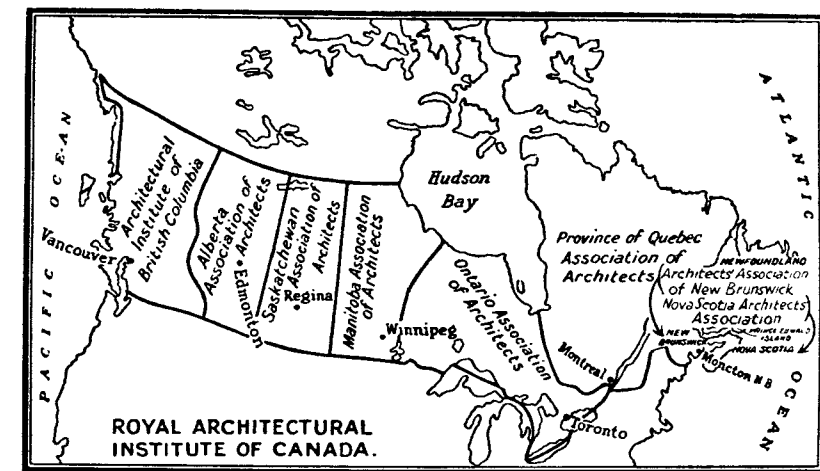 PACIFIC OCEAN
ATLANTIC
OCEAN
Hudson
Bay
Architectural
Institute of
British Columbia
Vancouver
Alberta
Association of
Architects
Edmonton
Saskatchewan
Association of
Architects
Regina
Manitoba Association
of Architects
Winnipeg
Ontario Association
of Architects
Province of Quebec
Association of
Architects
NEWFOUNDLAND
Architects' Association
of New Brunswick
Nova Scotia Architects
Association
PRINCE EDWARD
ISLAND
NEW
BRUNSWICK
NOVA SCOTIA
Moncton N B
Montreal
Toronto
ROYAL ARCHITECTURAL
INSTITUTE OF CANADA.